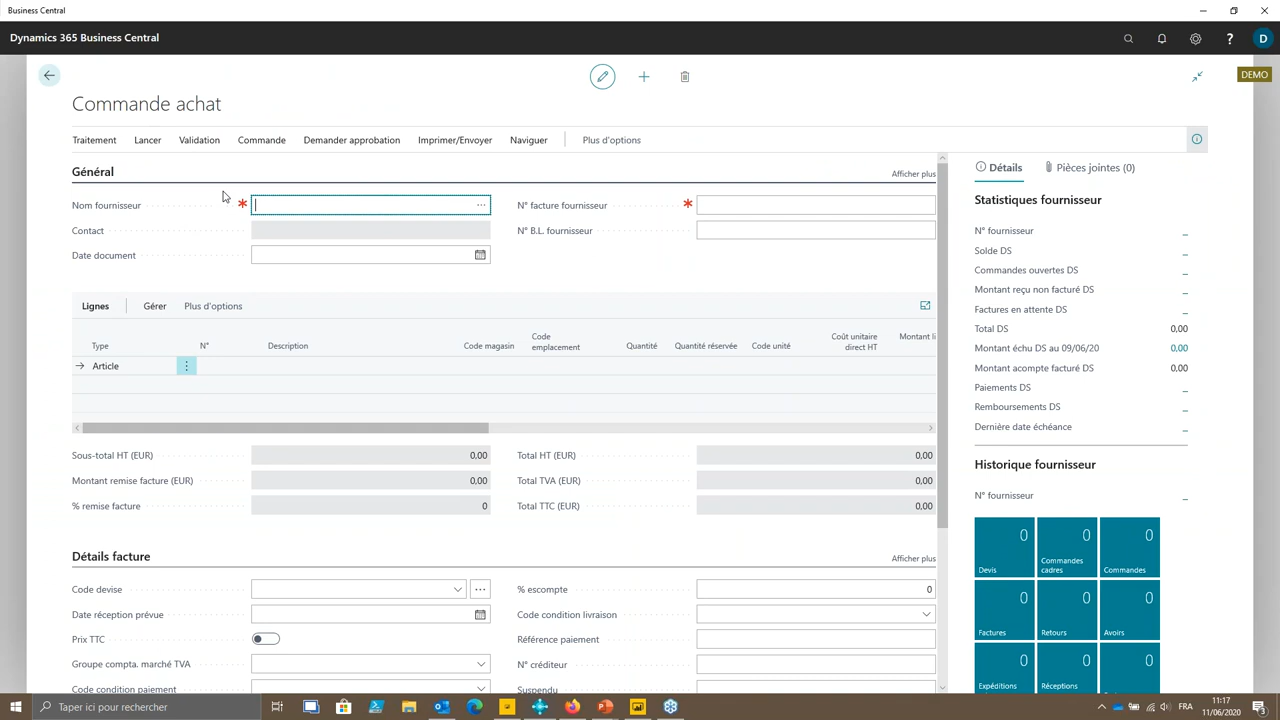 Business Central
Dynamics 365 Business Central
D
DEMO
Commande achat
Traitement Lancer Validation Commande Demander approbation Imprimer/Envoyer Naviguer Plus d'options
Général
Afficher plus
Nom fournisseur * N° facture fournisseur *
Contact N° B.L. fournisseur
Date document
Lignes Gérer Plus d'options
Type N° Description Code magasin Code emplacement Quantité Quantité réservée Code unité Coût unitaire direct HT Montant li
Article
Sous-total HT (EUR) 0,00 Total HT (EUR) 0,00
Montant remise facture (EUR) 0,00 Total TVA (EUR) 0,00
% remise facture 0 Total TTC (EUR) 0,00
Détails facture
Afficher plus
Code devise % escompte 0
Date réception prévue Code condition livraison
Prix TTC Référence paiement
Groupe compta. marché TVA N° créditeur
Code condition paiement Suspendu
Détails Pièces jointes (0)
Statistiques fournisseur
N° fournisseur _
Solde DS _
Commandes ouvertes DS _
Montant reçu non facturé DS _
Factures en attente DS _
Total DS 0,00
Montant échu DS au 09/06/20 0,00
Montant acompte facturé DS 0,00
Paiements DS _
Remboursements DS _
Dernière date échéance _
Historique fournisseur
N° fournisseur _
0 0 0
Devis Commandes cadres Commandes
0 0 0
Factures Retours Avoirs
0 0 0
Expéditions Réceptions
Taper ici pour rechercher
FRA
11:17
11/06/2020